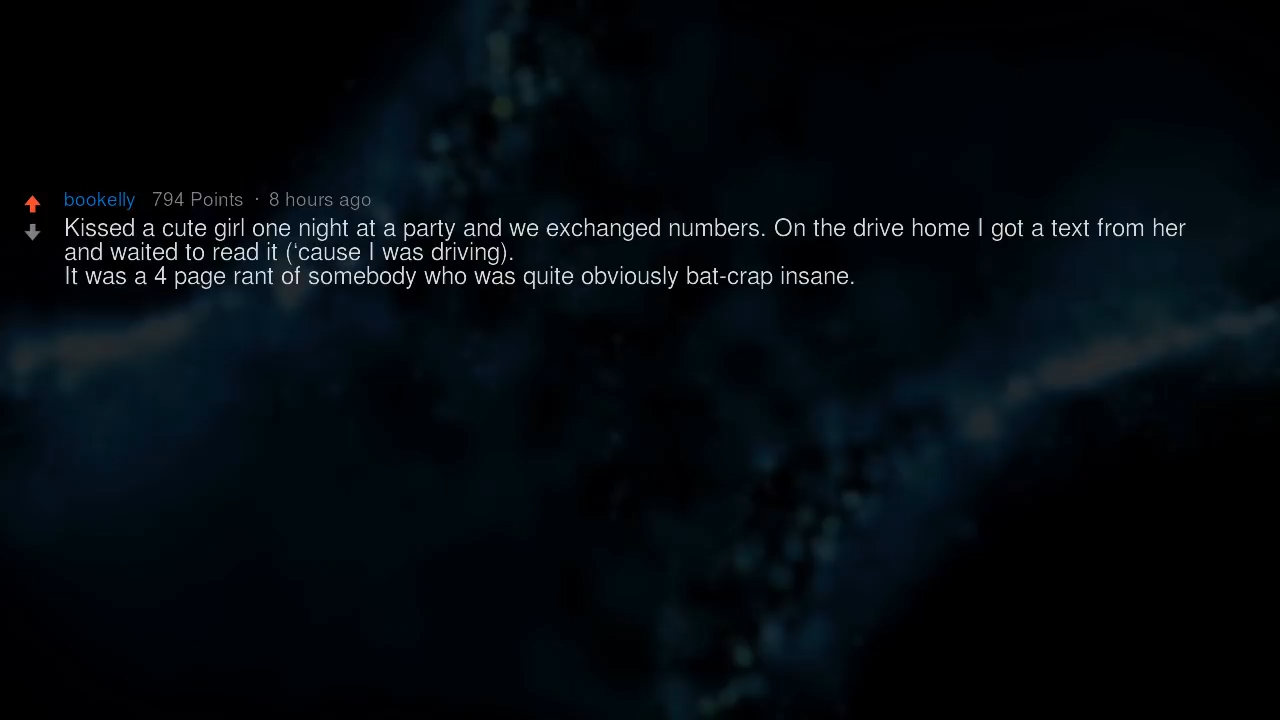 bookelly 794 Points · 8 hours ago
Kissed a cute girl one night at a party and we exchanged numbers. On the drive home I got a text from her
and waited to read it (‘cause I was driving).
It was a 4 page rant of somebody who was quite obviously bat-crap insane.